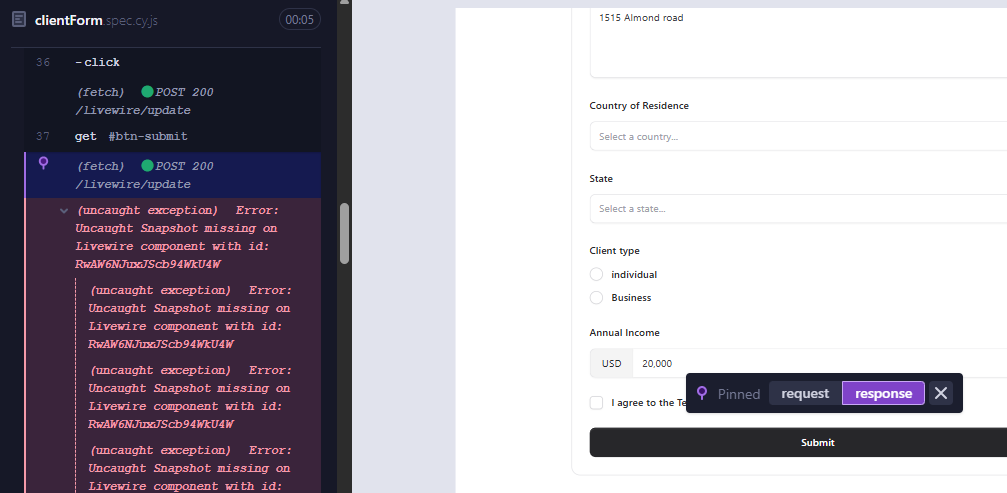 clientForm.spec.cy.js
00:05
36 -click
(fetch) POST 200
/livewire/update
37 get #btn-submit
(fetch) POST 200
/livewire/update
(uncaught exception) Error:
Uncaught Snapshot missing on
Livewire component with id:
RwAW6NJuxJScb94WkU4W
(uncaught exception) Error:
Uncaught Snapshot missing on
Livewire component with id:
RwAW6NJuxJScb94WkU4W
(uncaught exception) Error:
Uncaught Snapshot missing on
Livewire component with id:
RwAW6NJuxJScb94WkU4W
(uncaught exception) Error:
Uncaught Snapshot missing on
Livewire component with id:
1515 Almond road
Country of Residence
Select a country...
State
Select a state...
Client type
individual
Business
Annual Income
USD 20,000
I agree to the Te
Pinned request response
Submit